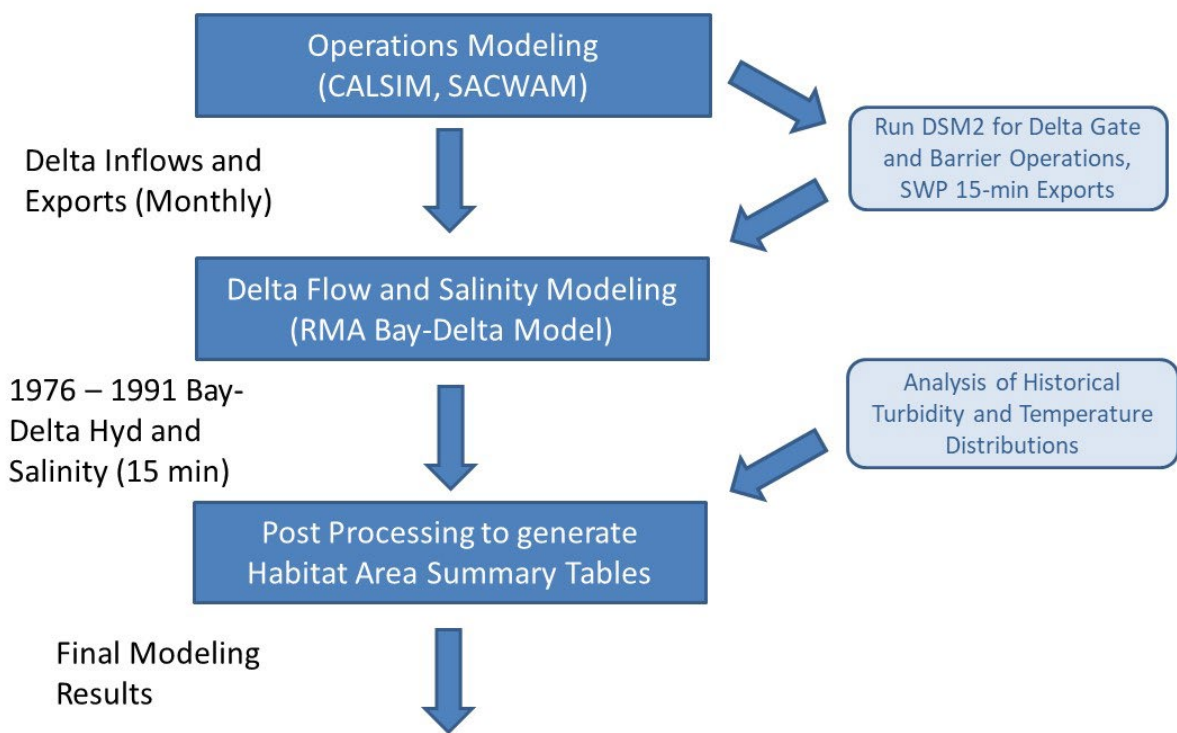 Operations Modeling
(CALSIM, SACWAM)
Run DSM2 for Delta Gate
and Barrier Operations,
SWP 15-min Exports
Delta Inflows and
Exports (Monthly)
Delta Flow and Salinity Modeling
(RMA Bay-Delta Model)
1976 – 1991 Bay-
Delta Hyd and
Salinity (15 min)
Analysis of Historical
Turbidity and Temperature
Distributions
Post Processing to generate
Habitat Area Summary Tables
Final Modeling
Results